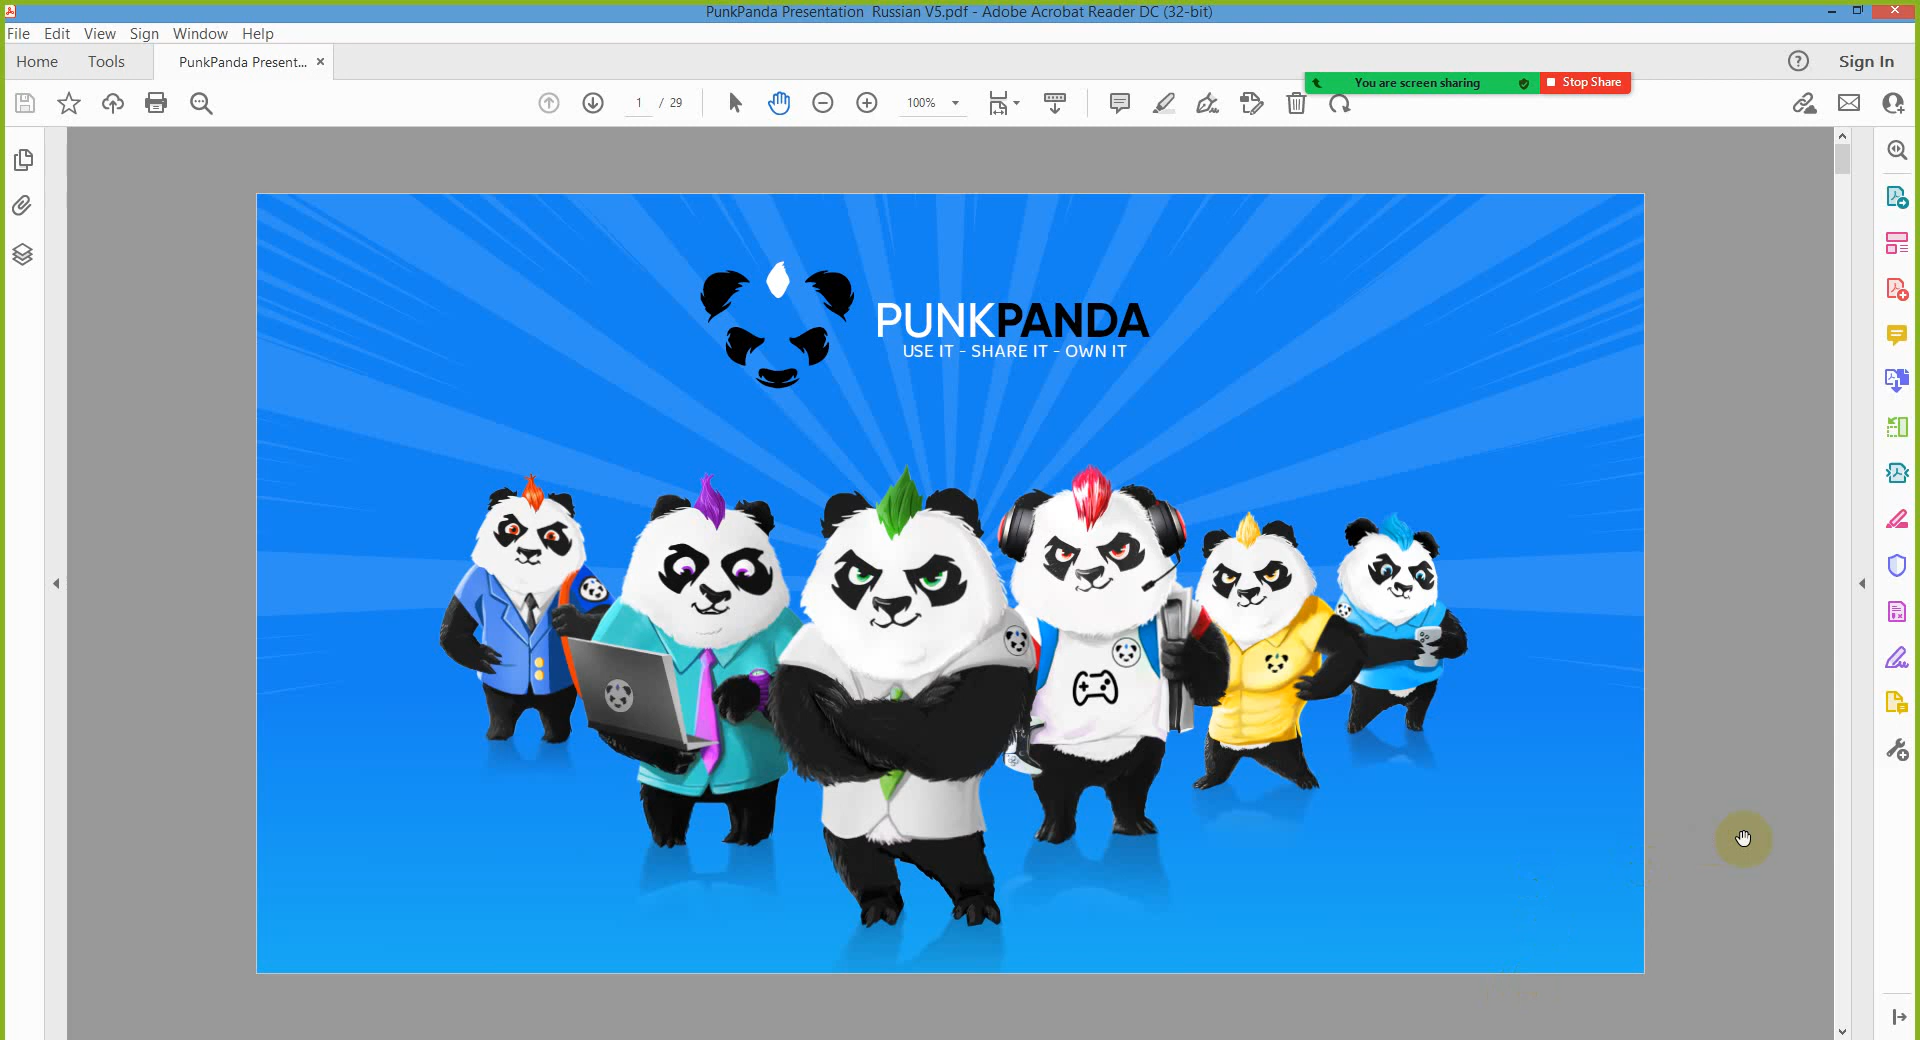 PunkPanda Presentation  Russian V5.pdf - Adobe Acrobat Reader DC (32-bit)
File Edit View Sign Window Help
Home Tools PunkPanda Present... Sign In
You are screen sharing Stop Share
1 / 29 100%
PUNKPANDA
USE IT - SHARE IT - OWN IT